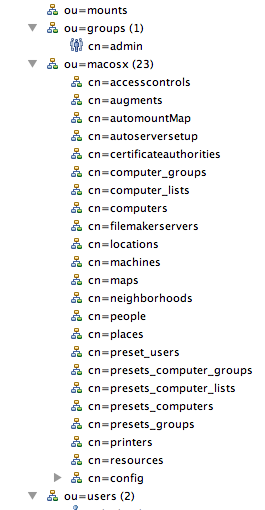 ou=mounts
ou=groups (1)
cn=admin
ou=macosx (23)
cn=accesscontrols
cn=augments
cn=automountMap
cn=autoserversetup
cn=certificateauthorities
cn=computer_groups
cn=computer_lists
cn=computers
cn=filemakerservers
cn=locations
cn=machines
cn=maps
cn=neighborhoods
cn=people
cn=places
cn=preset_users
cn=presets_computer_groups
cn=presets_computer_lists
cn=presets_computers
cn=presets_groups
cn=printers
cn=resources
cn=config
ou=users (2)